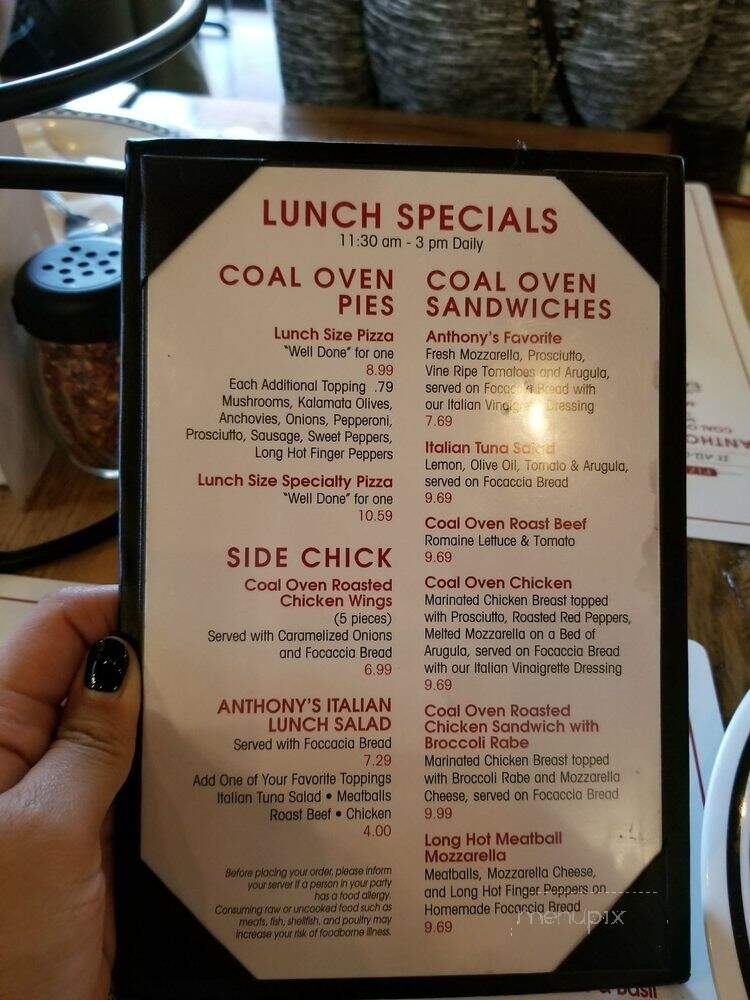 LUNCH SPECIALS
11:30 am - 3 pm Daily
COAL OVEN
PIES
Lunch Size Pizza
"Well Done" for one
8.99
Each Additional Topping .79
Mushrooms, Kalamata Olives,
Anchovies, Onions, Pepperoni,
Prosciutto, Sausage, Sweet Peppers,
Long Hot Finger Peppers
Lunch Size Specialty Pizza
"Well Done" for one
10.59
SIDE CHICK
Coal Oven Roasted
Chicken Wings
(5 pieces)
Served with Caramelized Onions
and Focaccia Bread
6.99
ANTHONY'S ITALIAN
LUNCH SALAD
Served with Foccacia Bread
7.29
Add One of Your Favorite Toppings
Italian Tuna Salad • Meatballs
Roast Beef • Chicken
4.00
Before placing your order, please inform
your server if a person in your party
has a food allergy.
Consuming raw or uncooked food such as
meats, fish, shellfish, and poultry may
increase your risk of foodborne illness.
COAL OVEN
SANDWICHES
Anthony's Favorite
Fresh Mozzarella, Prosciutto,
Vine Ripe Tomatoes and Arugula,
served on Focaccia Bread with
our Italian Vinaigrette Dressing
7.69
Italian Tuna Salad
Lemon, Olive Oil, Tomato & Arugula,
served on Focaccia Bread
9.69
Coal Oven Roast Beef
Romaine Lettuce & Tomato
9.69
Coal Oven Chicken
Marinated Chicken Breast topped
with Prosciutto, Roasted Red Peppers,
Melted Mozzarella on a Bed of
Arugula, served on Focaccia Bread
with our Italian Vinaigrette Dressing
9.69
Coal Oven Roasted
Chicken Sandwich with
Broccoli Rabe
Marinated Chicken Breast topped
with Broccoli Rabe and Mozzarella
Cheese, served on Focaccia Bread
9.99
Long Hot Meatball
Mozzarella
Meatballs, Mozzarella Cheese,
and Long Hot Finger Peppers on
Homemade Focaccia Bread
9.69
menupix
& Basil